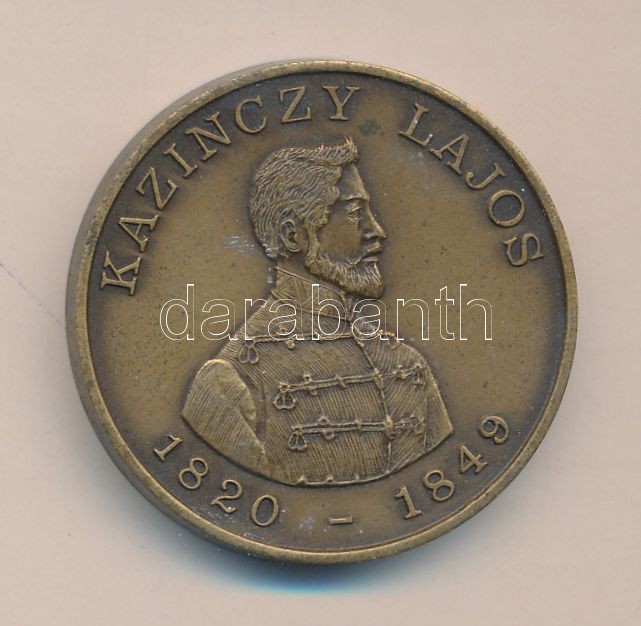 KAZINCZY LAJOS
darabanth
1820 - 1849